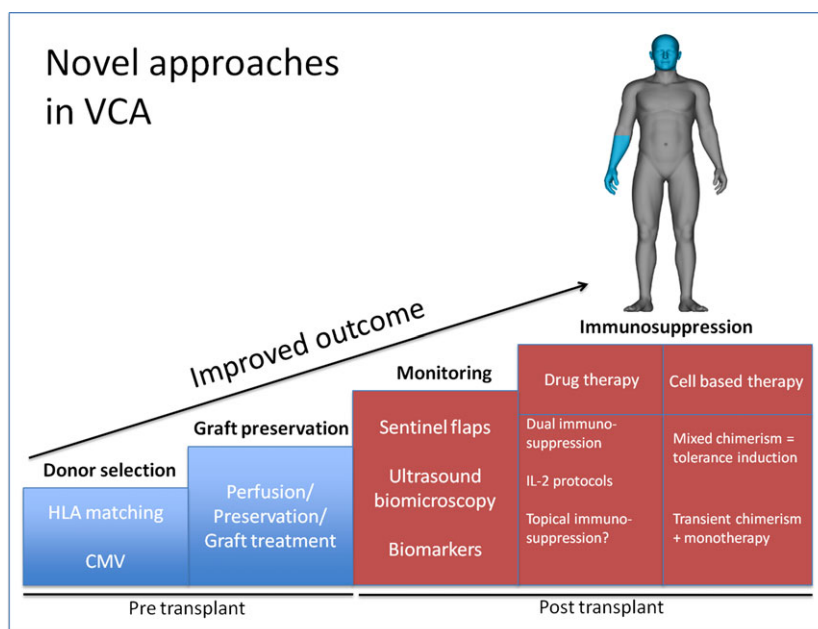 Novel approaches
in VCA
Improved outcome
Donor selection
HLA matching
CMV
Graft preservation
Perfusion/
Preservation/
Graft treatment
Monitoring
Sentinel flaps
Ultrasound
biomicroscopy
Biomarkers
Immunosuppression
Drug therapy
Dual immuno-
suppression
IL-2 protocols
Topical immuno-
suppression?
Cell based therapy
Mixed chimerism =
tolerance induction
Transient chimerism
+ monotherapy
Pre transplant
Post transplant